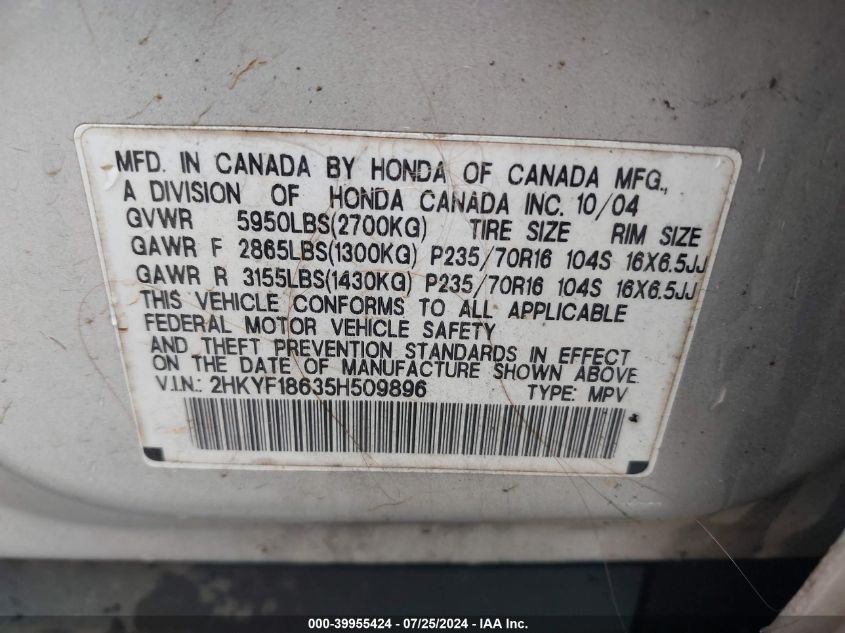 MFD. IN CANADA BY HONDA OF CANADA MFG.,
A DIVISION OF HONDA CANADA INC. 10/04
GVWR 5950LBS(2700KG) TIRE SIZE RIM SIZE
GAWR F 2865LBS(1300KG) P235/70R16 104S 16X6.5JJ
GAWR R 3155LBS(1430KG) P235/70R16 104S 16X6.5JJ
THIS VEHICLE CONFORMS TO ALL APPLICABLE
FEDERAL MOTOR VEHICLE SAFETY
AND THEFT PREVENTION STANDARDS IN EFFECT
ON THE DATE OF MANUFACTURE SHOWN ABOVE.
V.I.N.: 2HKYF18635H509896 TYPE: MPV
000-39955424 - 07/25/2024 - IAA Inc.